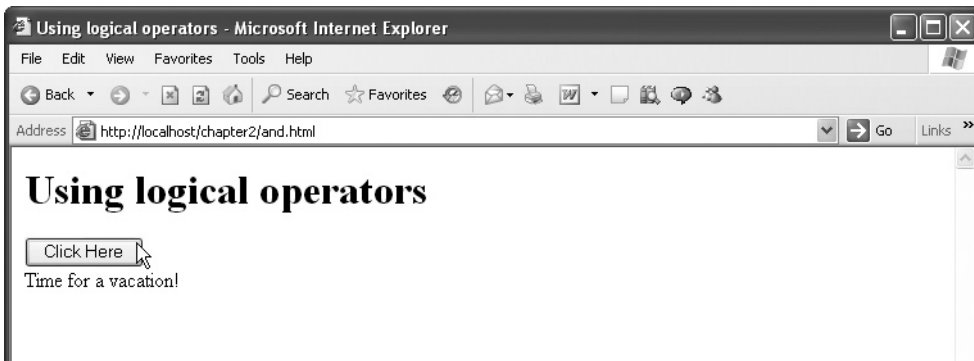 Using logical operators - Microsoft Internet Explorer
File Edit View Favorites Tools Help
Back Search Favorites
Address http://localhost/chapter2/and.html Go Links »
Using logical operators
Click Here
Time for a vacation!